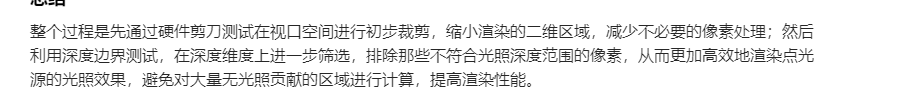 整个过程是先通过硬件剪刀测试在视口空间进行初步裁剪，缩小渲染的二维区域，减少不必要的像素处理；然后
利用深度边界测试，在深度维度上进一步筛选，排除那些不符合光照深度范围的像素，从而更加高效地渲染点光
源的光照效果，避免对大量无光照贡献的区域进行计算，提高渲染性能。